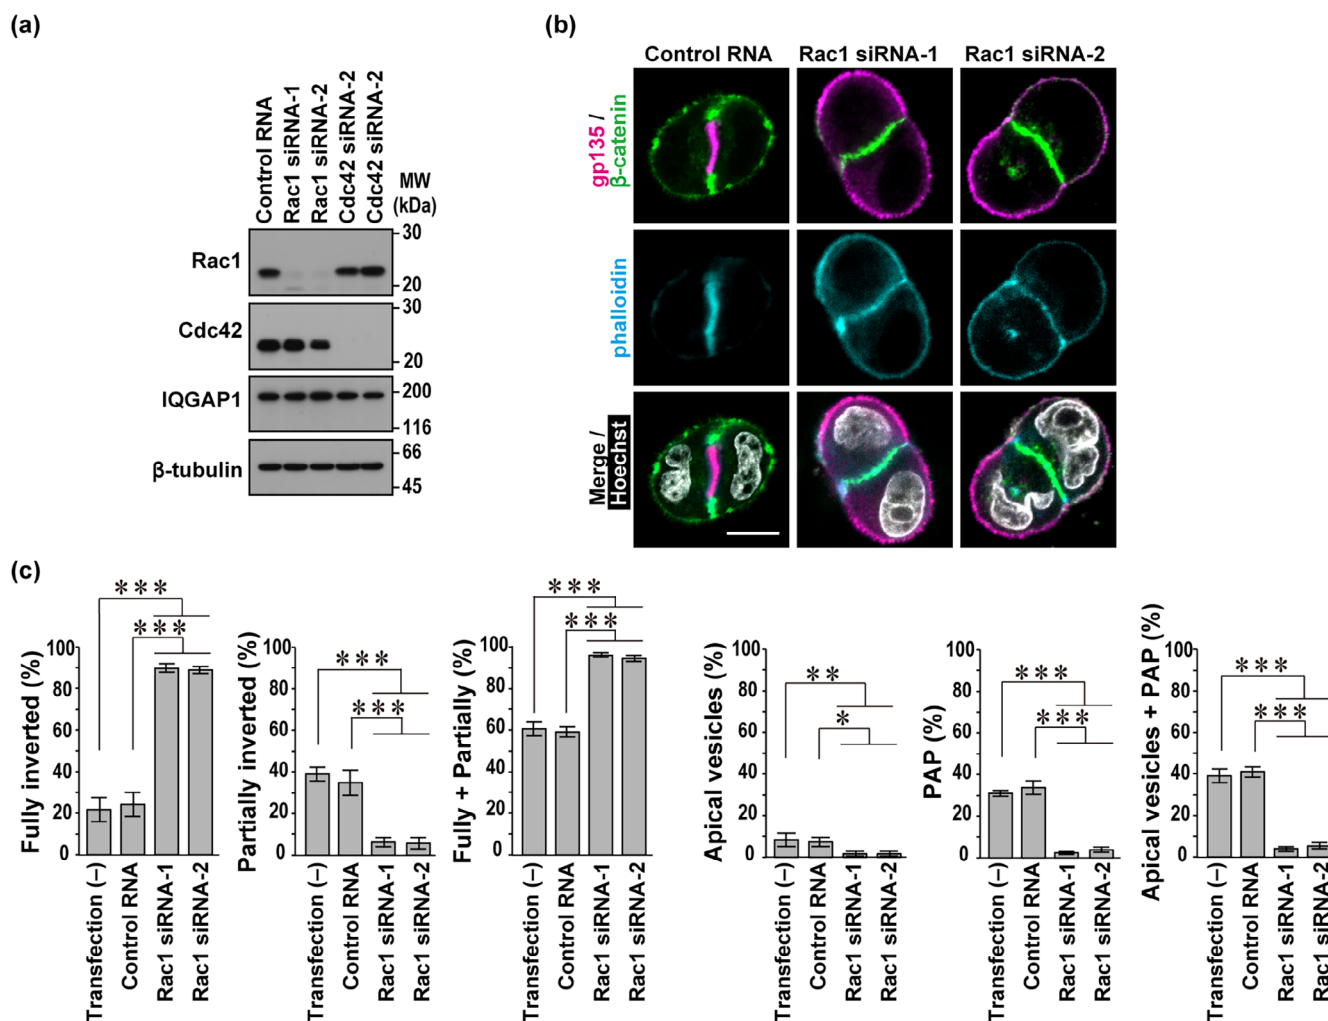 (a)
Control RNA
Rac1 siRNA-1
Rac1 siRNA-2
Cdc42 siRNA-2
Cdc42 siRNA-2
MW
(kDa)
Rac1
30
20
Cdc42
30
20
IQGAP1
200
116
β-tubulin
66
45
(b)
Control RNA
Rac1 siRNA-1
Rac1 siRNA-2
gp135 /
β-catenin
phalloidin
Merge /
Hoechst
(c)
Fully inverted (%)
100
80
60
40
20
0
***
***
Transfection (–)
Control RNA
Rac1 siRNA-1
Rac1 siRNA-2
Partially inverted (%)
100
80
60
40
20
0
***
***
Transfection (–)
Control RNA
Rac1 siRNA-1
Rac1 siRNA-2
Fully + Partially (%)
100
80
60
40
20
0
***
***
Transfection (–)
Control RNA
Rac1 siRNA-1
Rac1 siRNA-2
Apical vesicles (%)
100
80
60
40
20
0
**
*
Transfection (–)
Control RNA
Rac1 siRNA-1
Rac1 siRNA-2
PAP (%)
100
80
60
40
20
0
***
***
Transfection (–)
Control RNA
Rac1 siRNA-1
Rac1 siRNA-2
Apical vesicles + PAP (%)
100
80
60
40
20
0
***
***
Transfection (–)
Control RNA
Rac1 siRNA-1
Rac1 siRNA-2